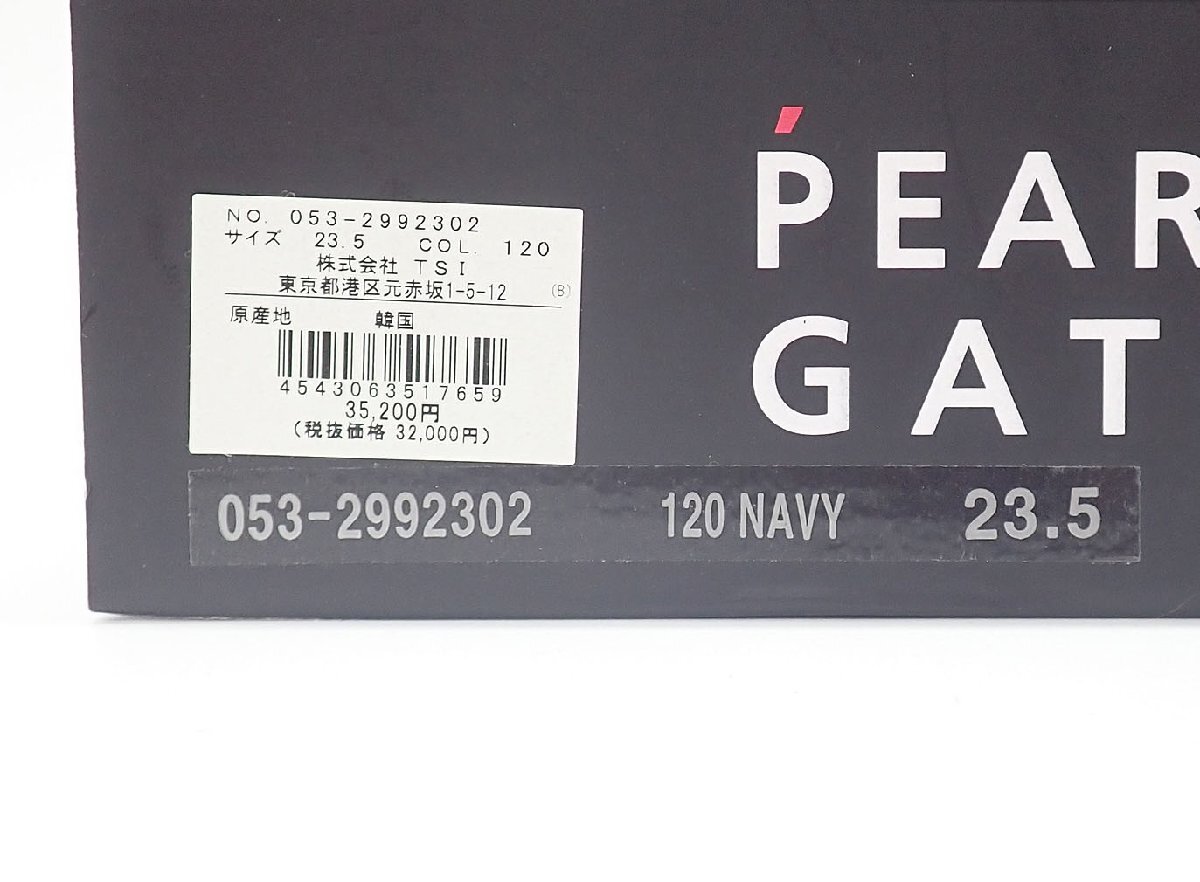 ṔEAR
GAT
NO. 053-2992302
サイズ 23.5 COL. 120
株式会社 TSI
東京都港区元赤坂1-5-12 (B)
原産地 韓国
4543063517659
35,200円
(税抜価格 32,000円)
053-2992302 120 NAVY 23.5